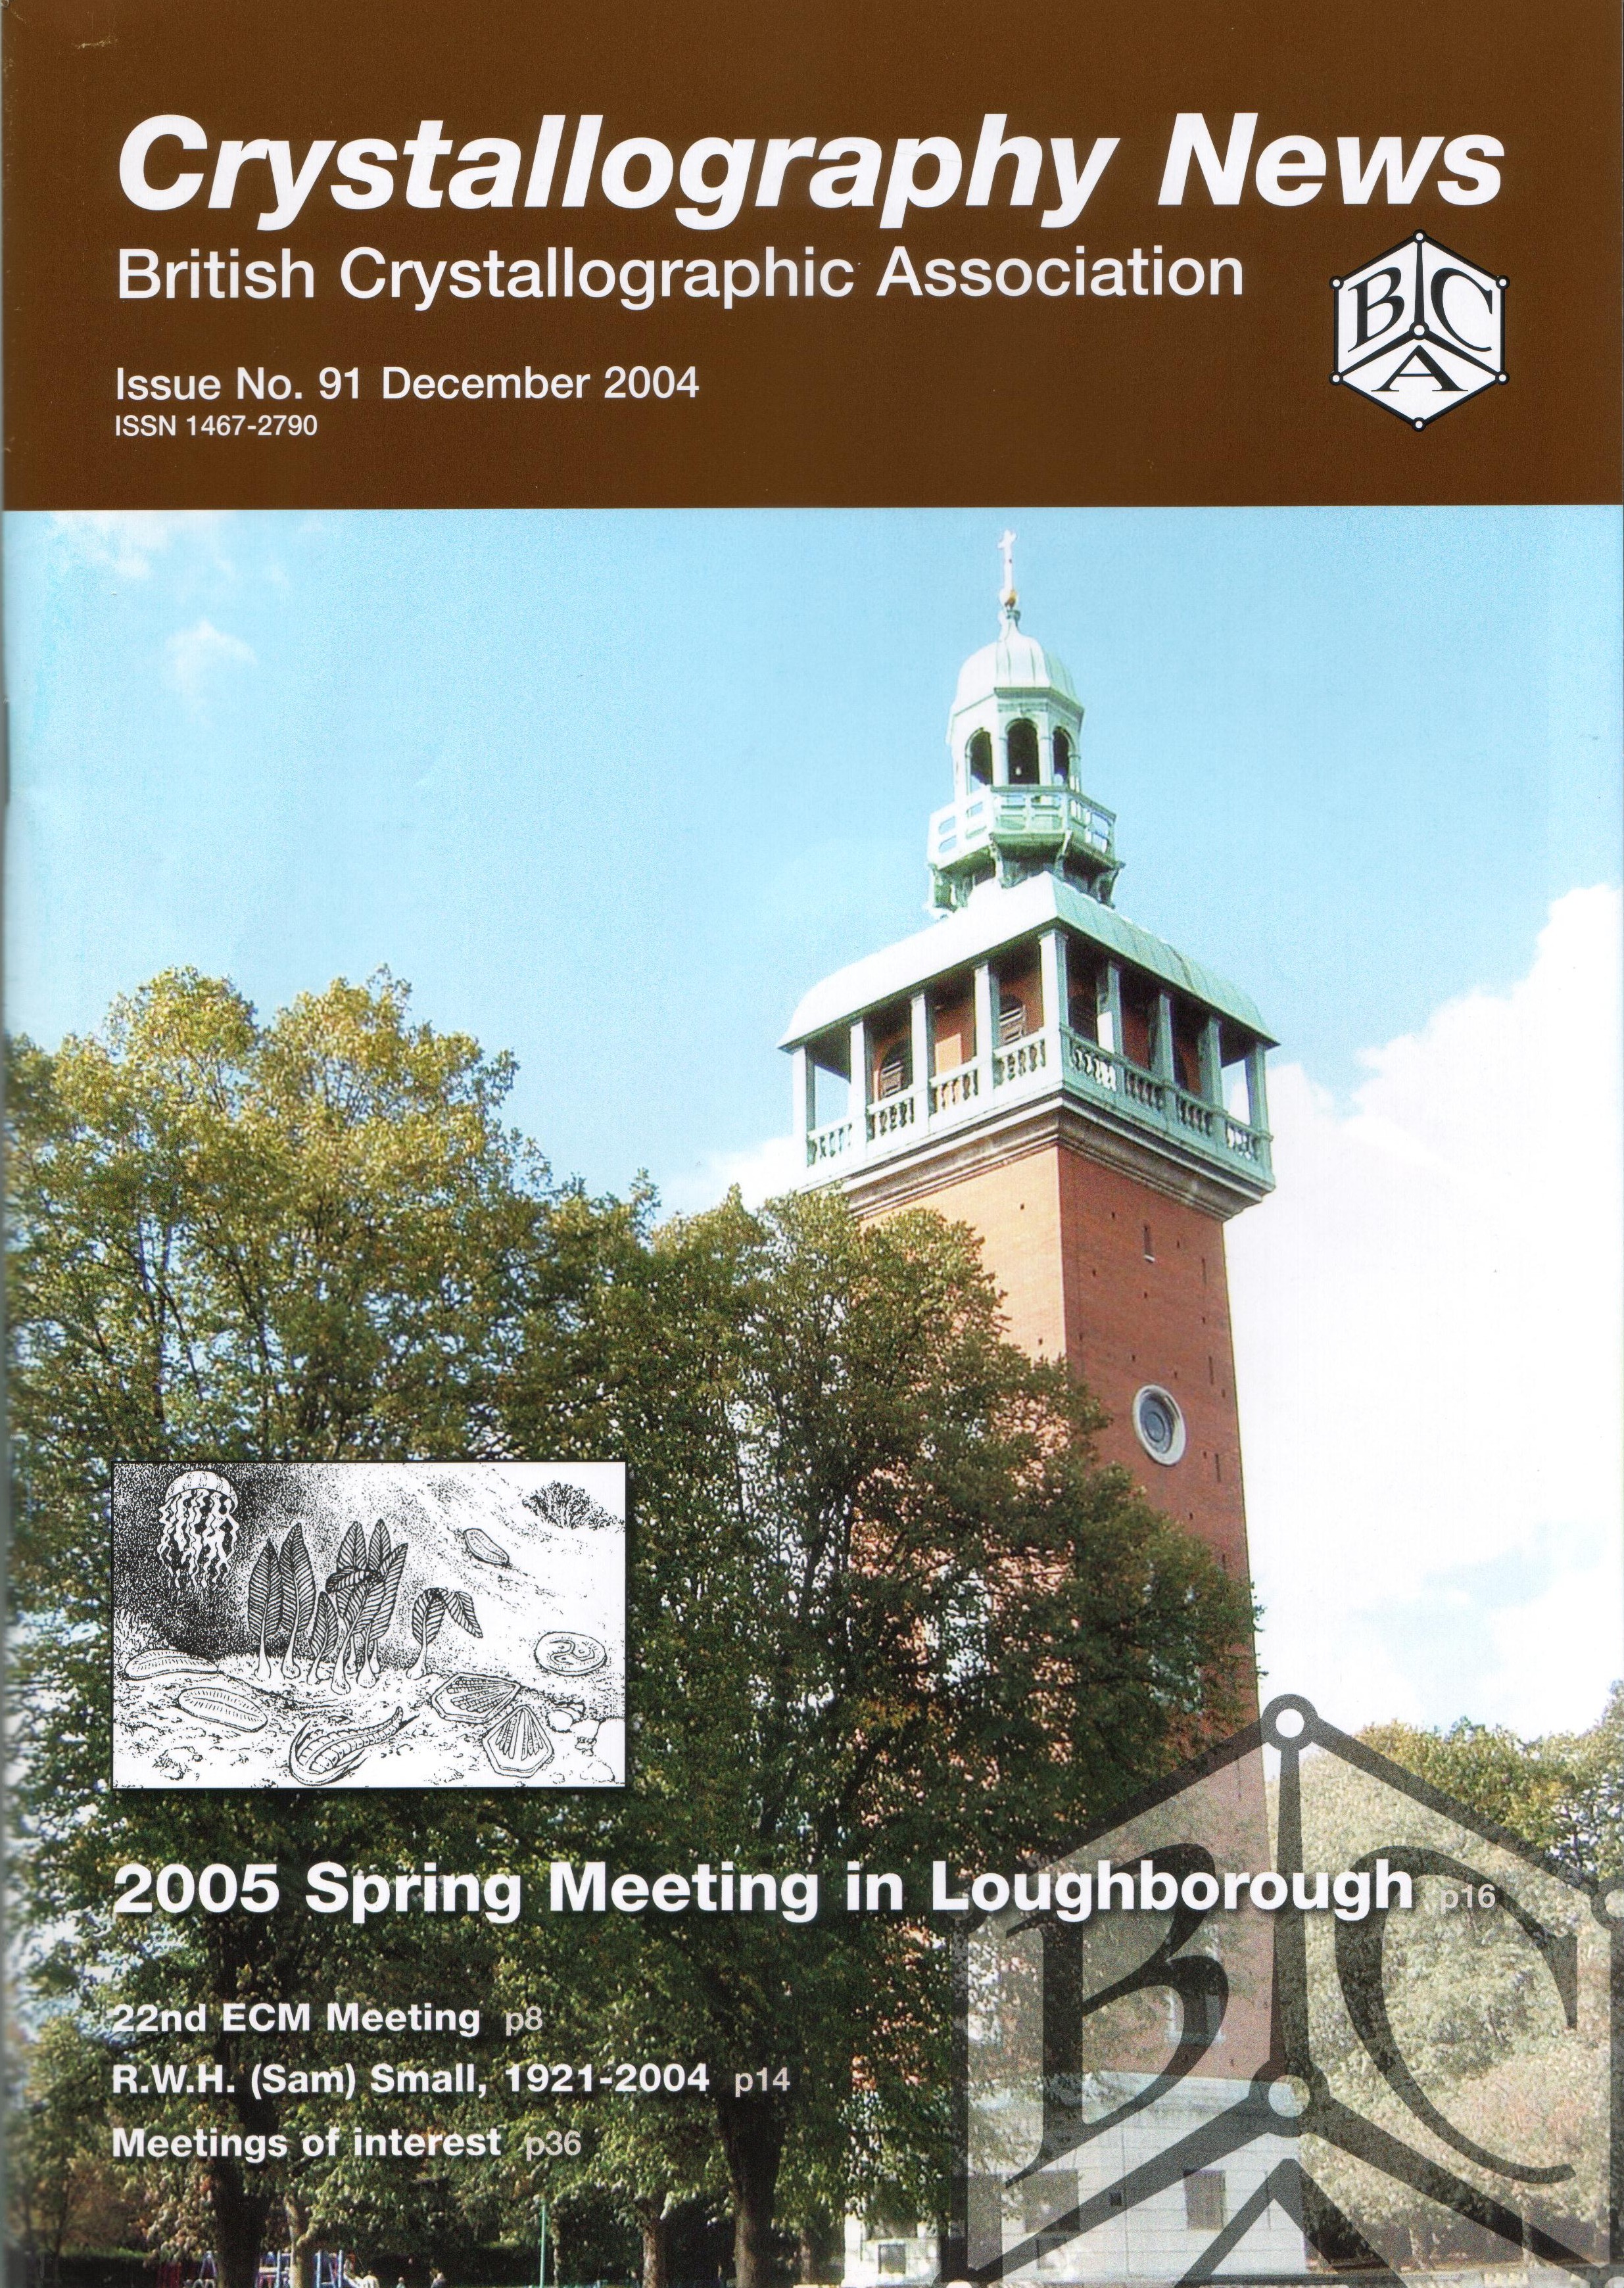 Crystallography News
British Crystallographic Association
BCA
Issue No. 91 December 2004
ISSN 1467-2790
2005 Spring Meeting in Loughborough p16
22nd ECM Meeting p8
R.W.H. (Sam) Small, 1921-2004 p14
Meetings of interest p36
BCA